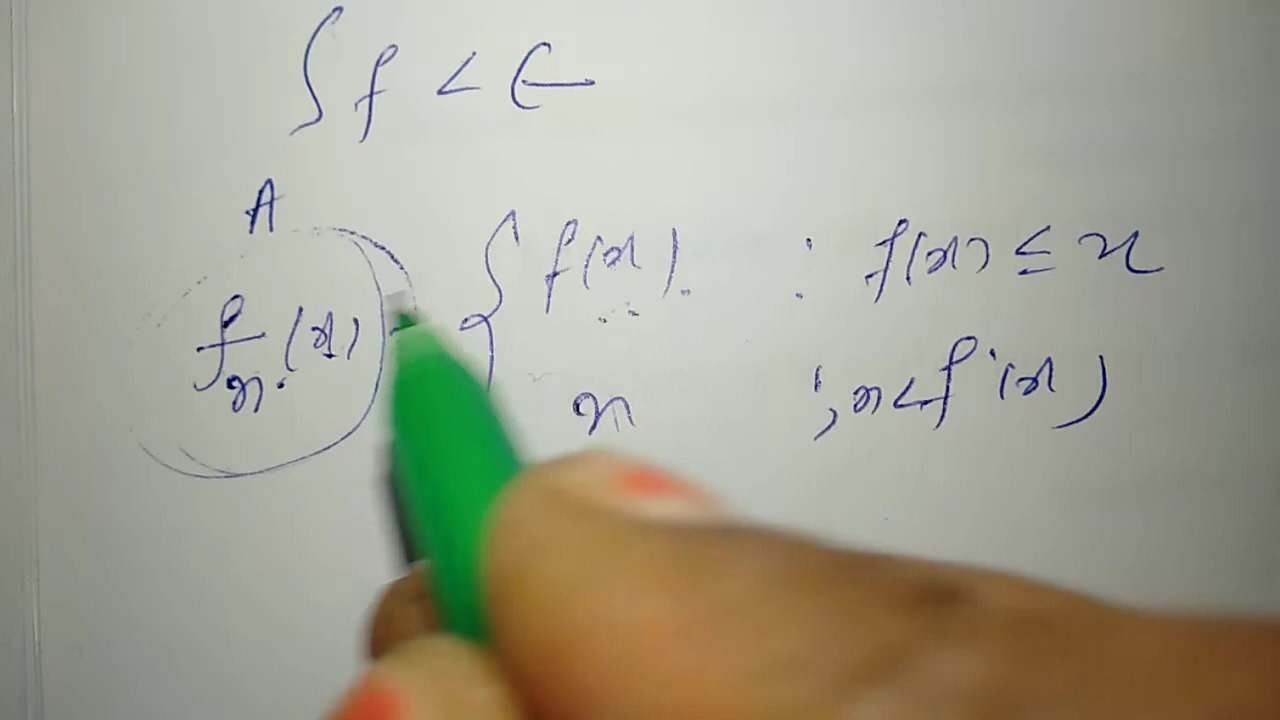 ∫ f < ϵ
A
fn(x) { f(x) : f(x) ≤ n
n ; n < f(x)